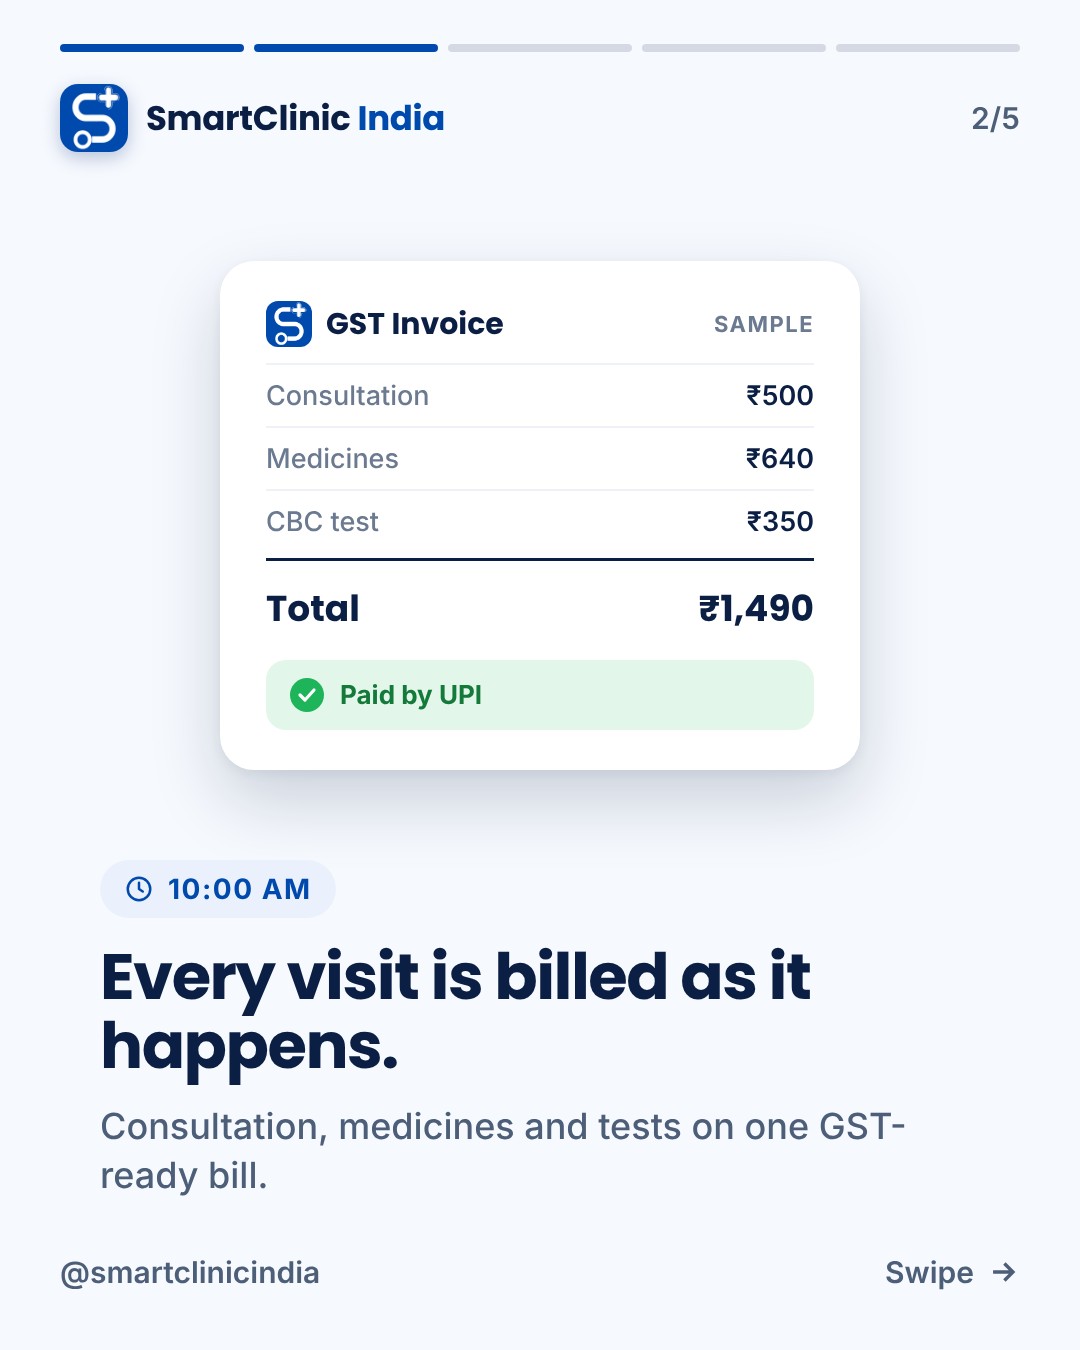 SmartClinic India
2/5
GST Invoice
SAMPLE
Consultation ₹500
Medicines ₹640
CBC test ₹350
Total ₹1,490
Paid by UPI
10:00 AM
Every visit is billed as it
happens.
Consultation, medicines and tests on one GST-
ready bill.
@smartclinicindia
Swipe →